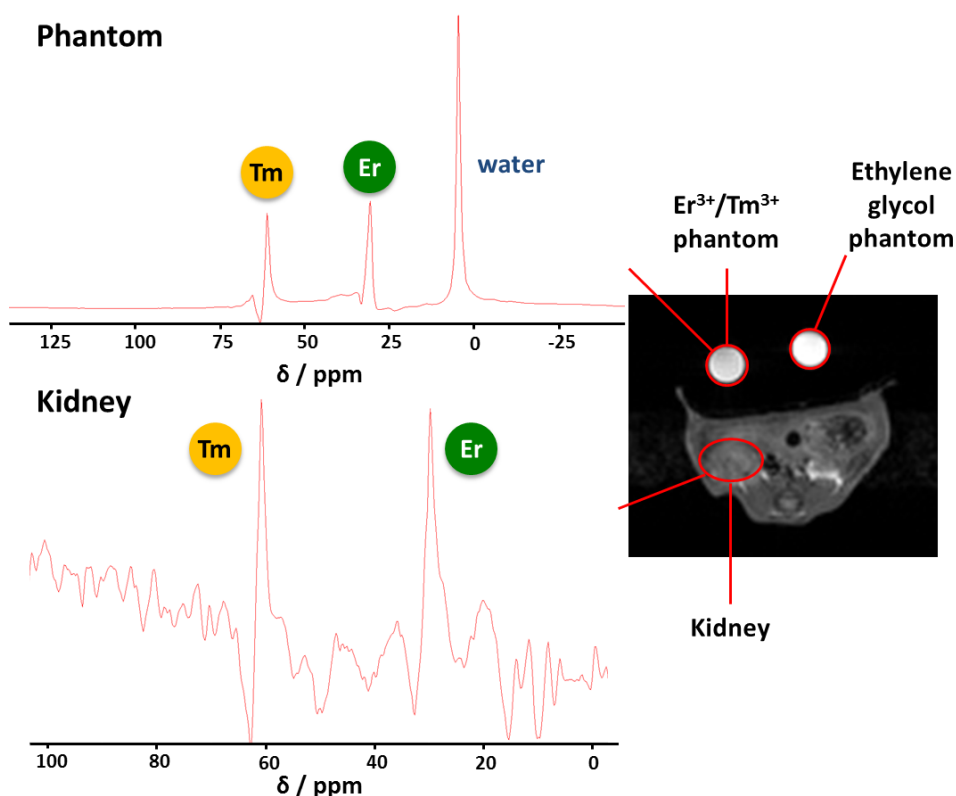 Phantom
Tm
Er
water
125 100 75 50 25 0 -25
δ / ppm
Ethylene
glycol
phantom
Er³⁺/Tm³⁺
phantom
Kidney
Tm
Er
100 80 60 40 20 0
δ / ppm
Kidney